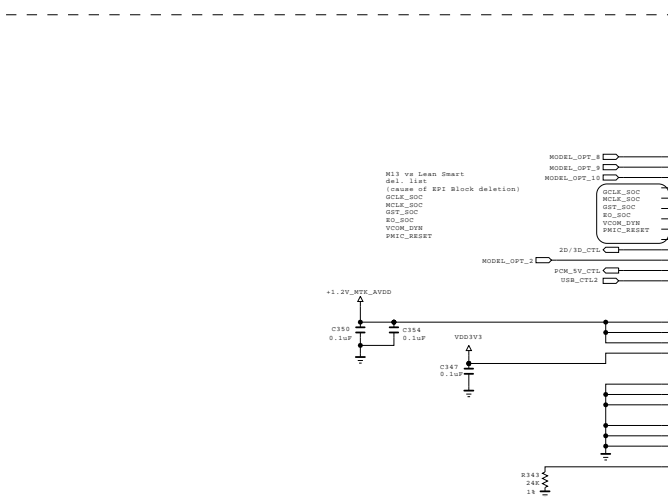 MODEL_OPT_8
MODEL_OPT_9
MODEL_OPT_10
M13 vs Lean Smart
del. list
(cause of EPI Block deletion)
GCLK_SOC
MCLK_SOC
GST_SOC
EO_SOC
VCOM_DYN
PMIC_RESET
GCLK_SOC
MCLK_SOC
GST_SOC
EO_SOC
VCOM_DYN
PMIC_RESET
2D/3D_CTL
MODEL_OPT_2
PCM_5V_CTL
USB_CTL2
+1.2V_MTK_AVDD
C350
0.1uF
C354
0.1uF
VDD3V3
C347
0.1uF
R343
24K
1%